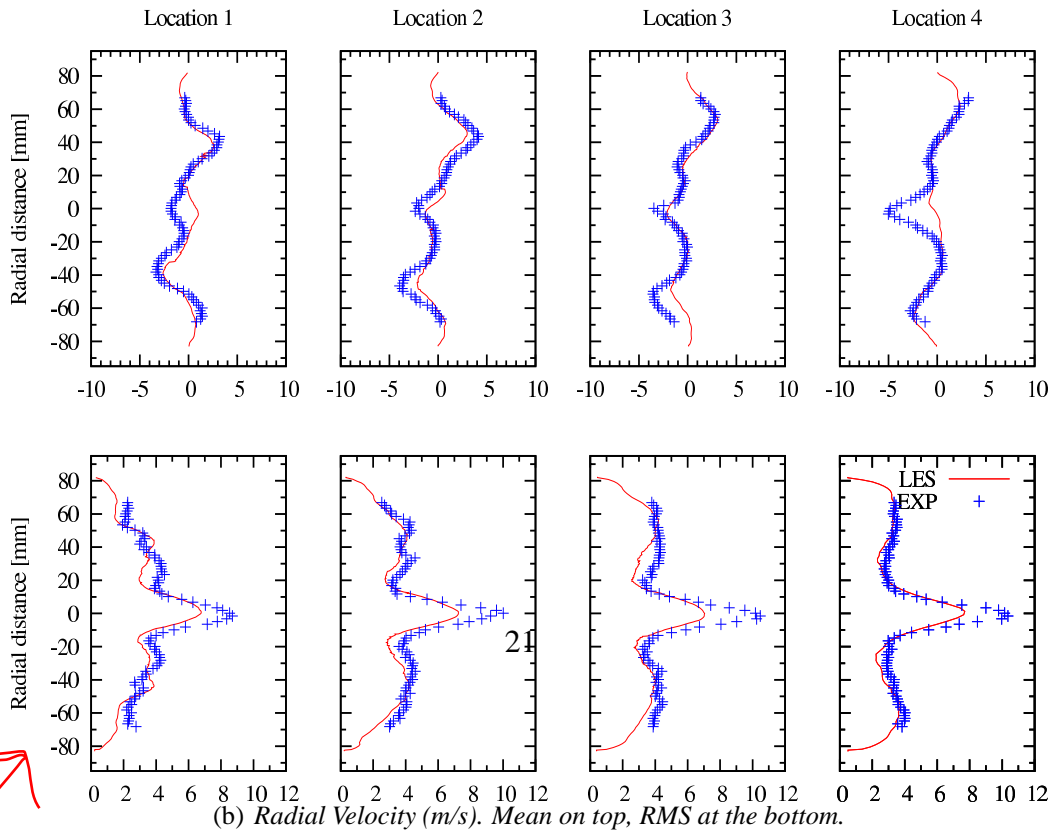 Location 1 Location 2 Location 3 Location 4
80
60
40
20
0
-20
-40
-60
-80
Radial distance [mm]
-10 -5 0 5 10 -10 -5 0 5 10 -10 -5 0 5 10 -10 -5 0 5 10
80
60
40
20
0
-20
-40
-60
-80
Radial distance [mm]
LES
EXP
21
0 2 4 6 8 10 12 0 2 4 6 8 10 12 0 2 4 6 8 10 12 0 2 4 6 8 10 12
(b) Radial Velocity (m/s). Mean on top, RMS at the bottom.